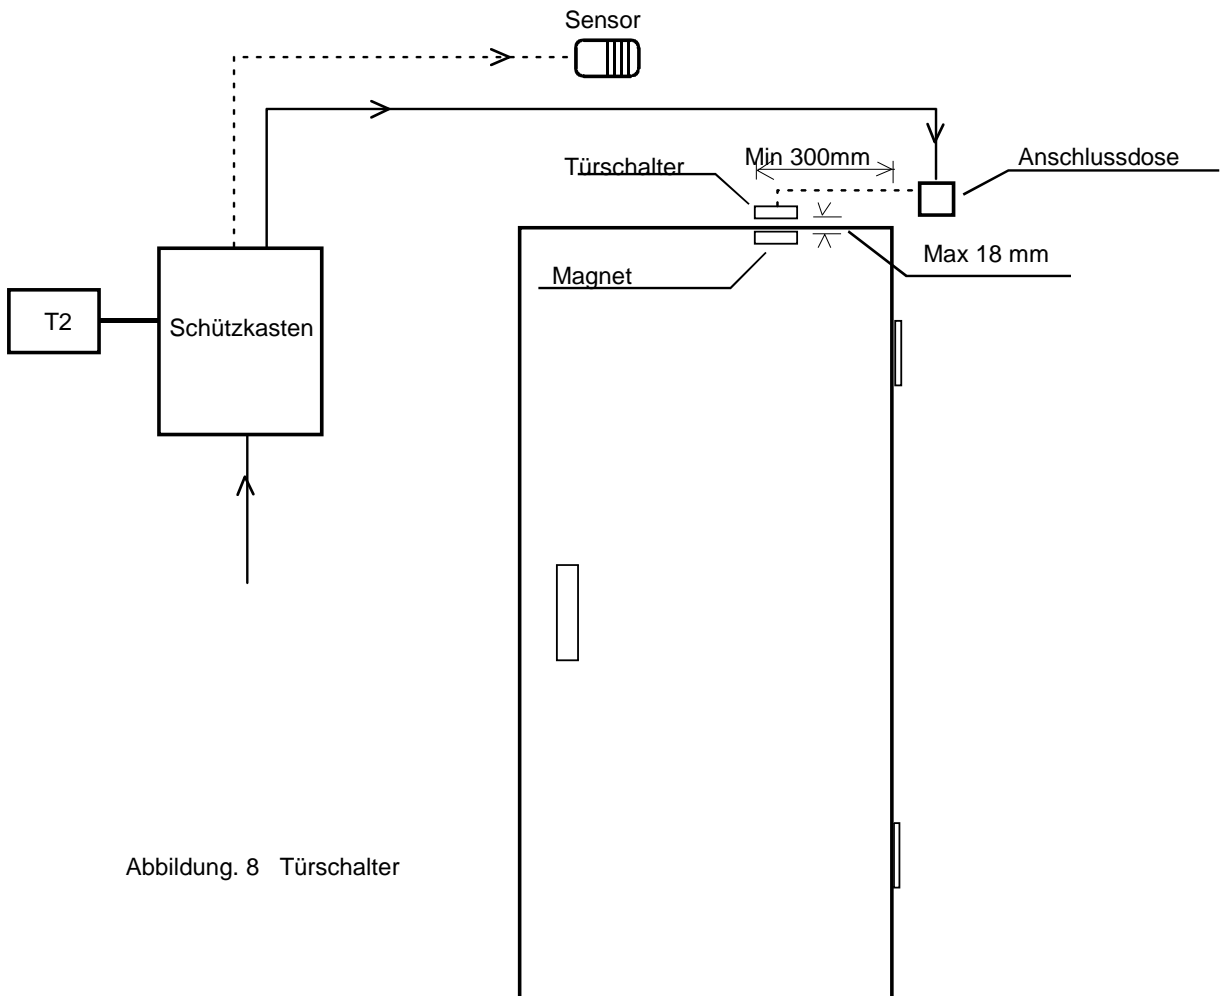 Sensor
Min 300mm
Anschlussdose
Türschalter
Max 18 mm
Magnet
T2
Schützkasten
Abbildung. 8 Türschalter